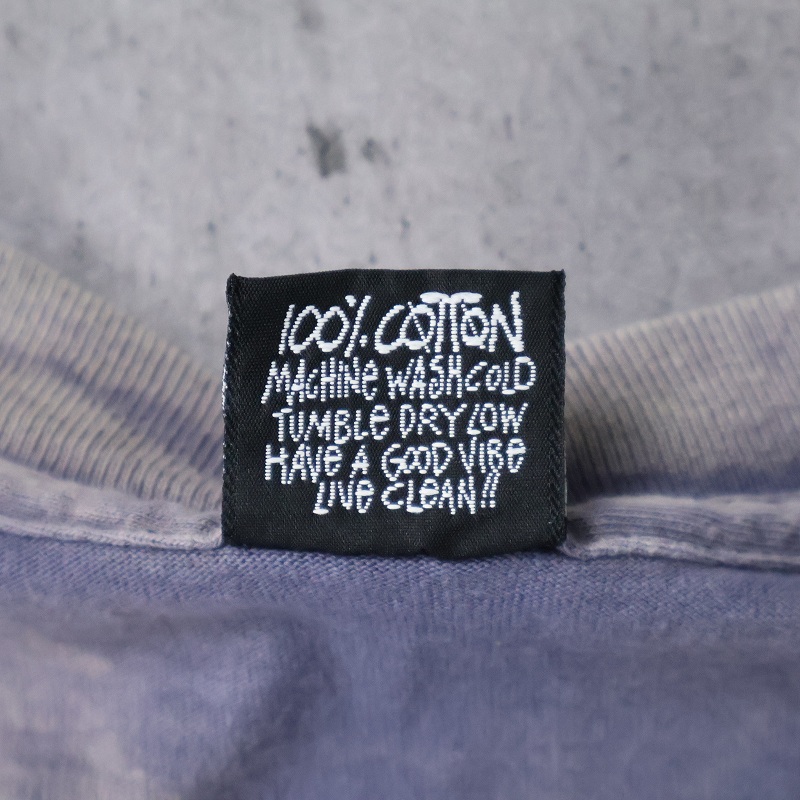 100% COTTON
MACHINE WASH COLD
TUMBLE DRY LOW
HAVE A GOOD VIBE
LIVE CLEAN!!